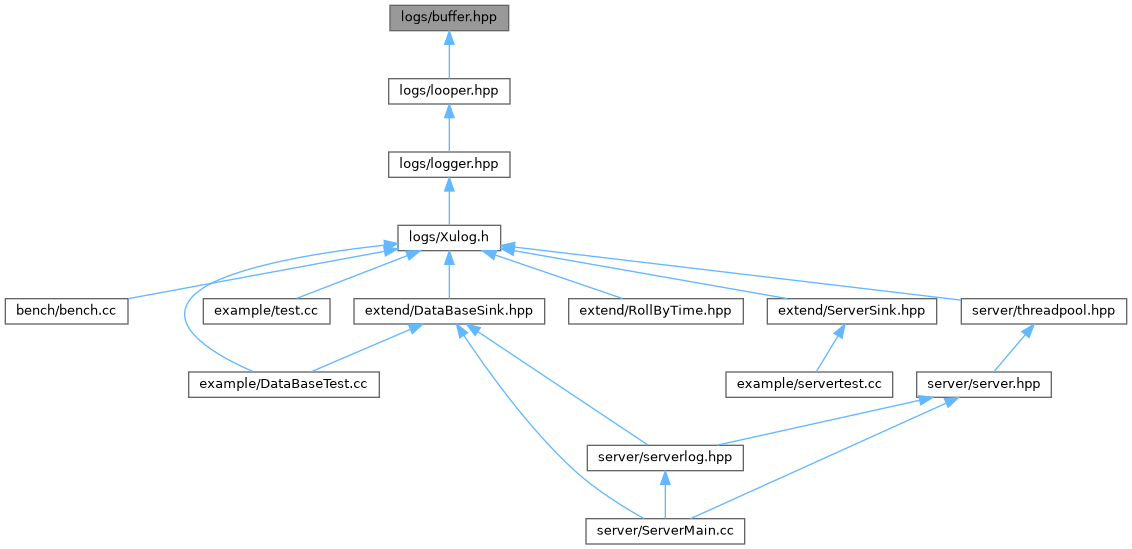 logs/buffer.hpp
logs/looper.hpp
logs/logger.hpp
logs/Xulog.h
bench/bench.cc
example/test.cc
extend/DataBaseSink.hpp
extend/RollByTime.hpp
extend/ServerSink.hpp
server/threadpool.hpp
example/DataBaseTest.cc
example/servertest.cc
server/server.hpp
server/serverlog.hpp
server/ServerMain.cc